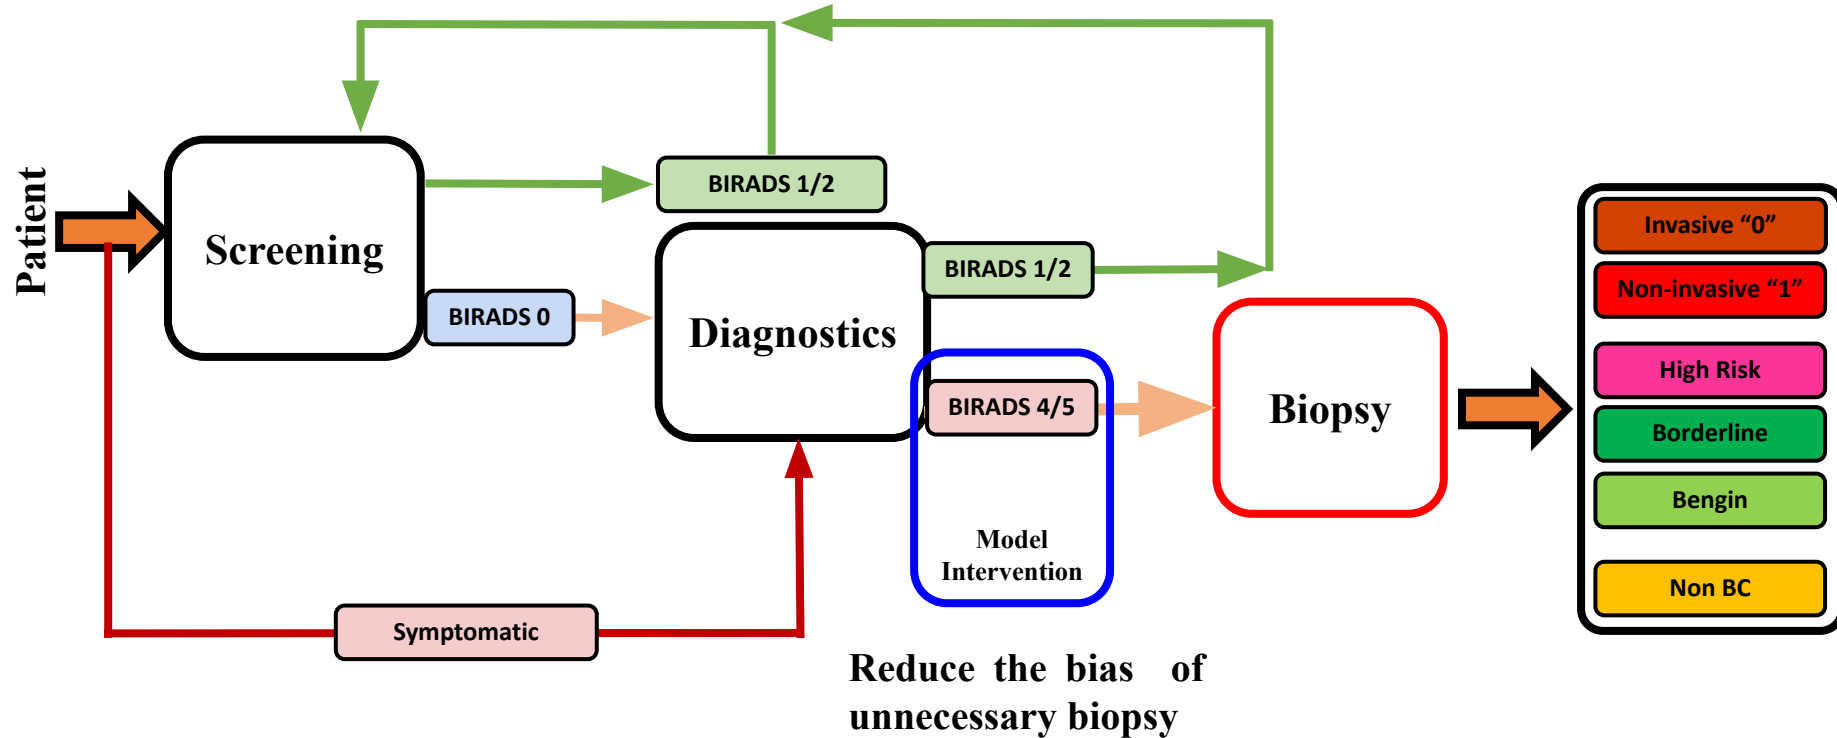 Patient
Screening
BIRADS 1/2
BIRADS 0
Diagnostics
BIRADS 1/2
BIRADS 4/5
Model
Intervention
Biopsy
Symptomatic
Reduce the bias of
unnecessary biopsy
Invasive “0”
Non-invasive “1”
High Risk
Borderline
Bengin
Non BC